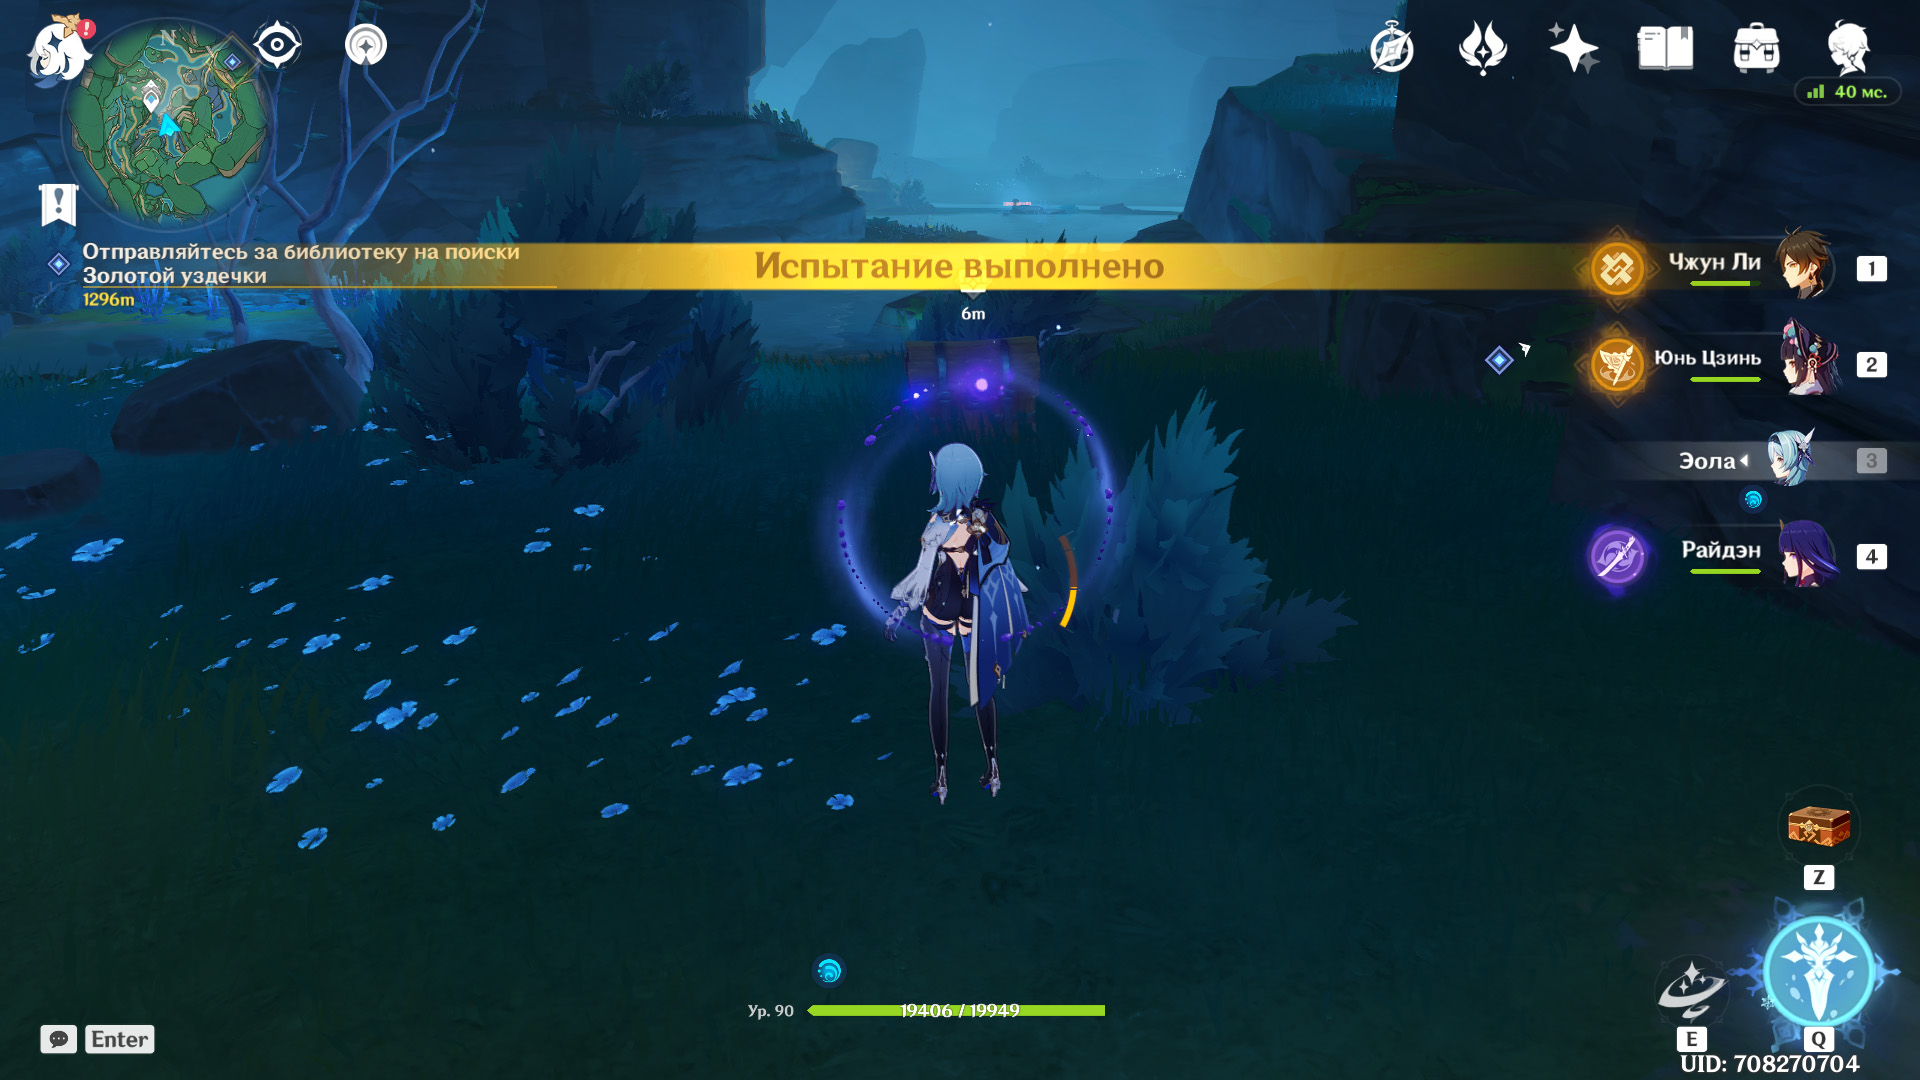 N
40 мс.
Отправляйтесь за библиотеку на поиски
Золотой уздечки
1296m
Испытание выполнено
6m
Чжун Ли
1
Юнь Цзинь
2
Эола
3
Райдэн
4
Z
Ур. 90
19406 / 19949
Enter
E
Q
UID: 708270704